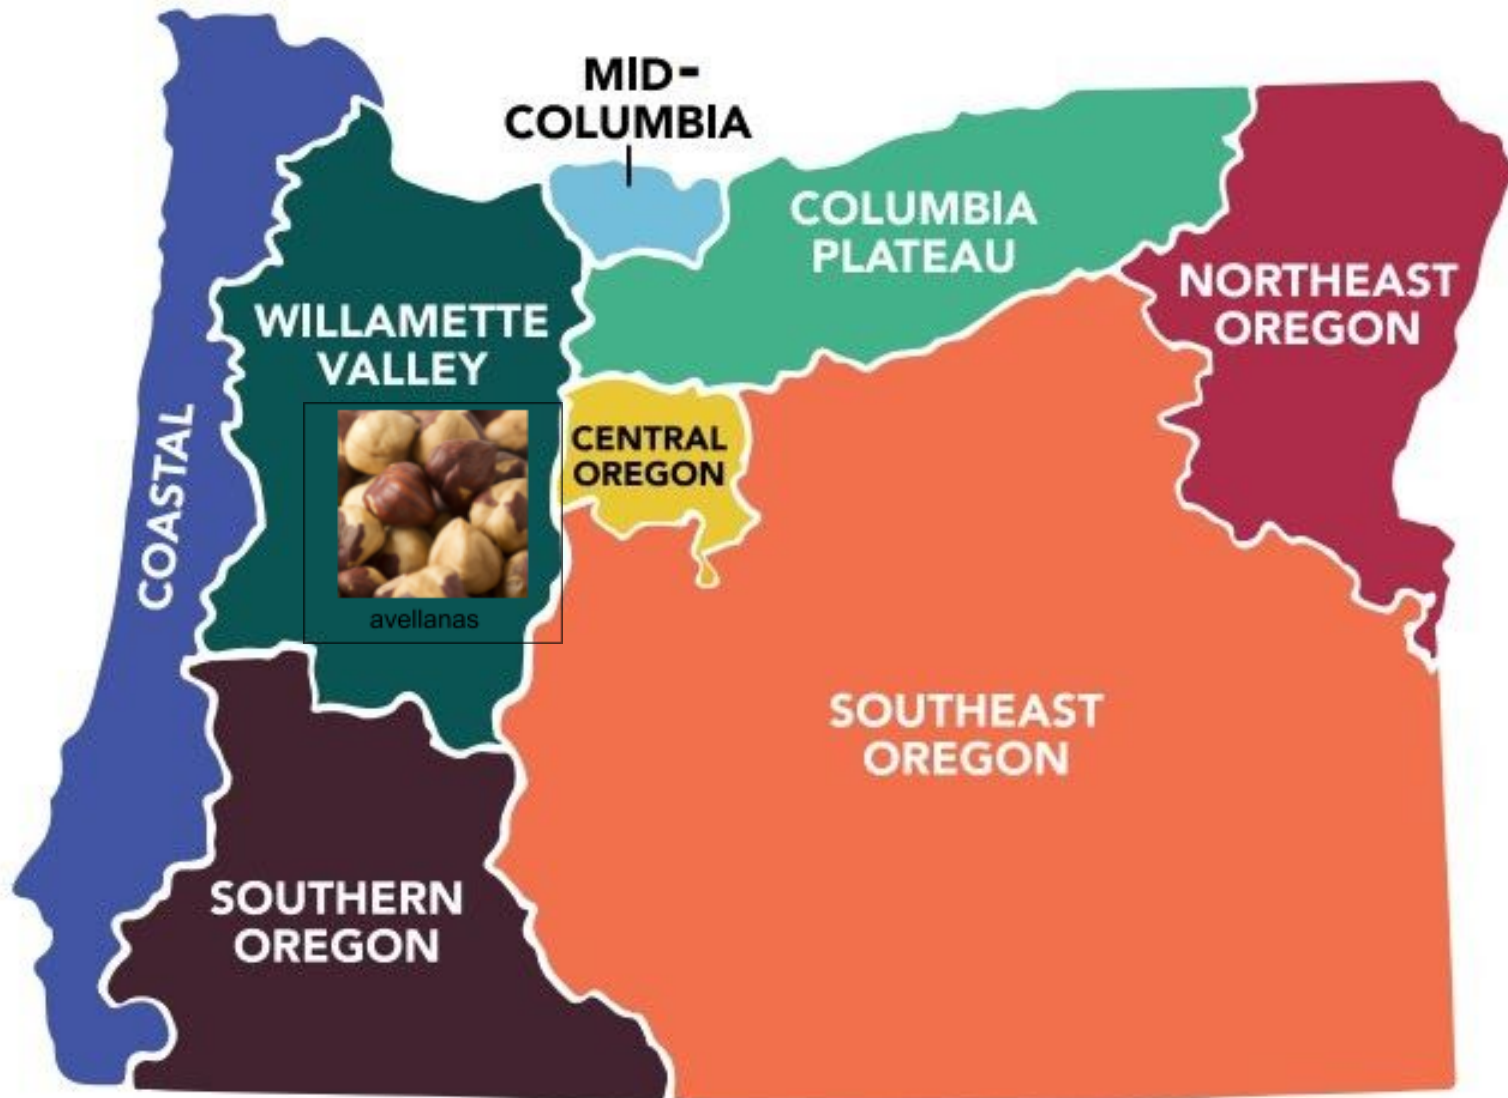 MID-
COLUMBIA
COLUMBIA
PLATEAU
NORTHEAST
OREGON
WILLAMETTE
VALLEY
CENTRAL
OREGON
COASTAL
avellanas
SOUTHEAST
OREGON
SOUTHERN
OREGON